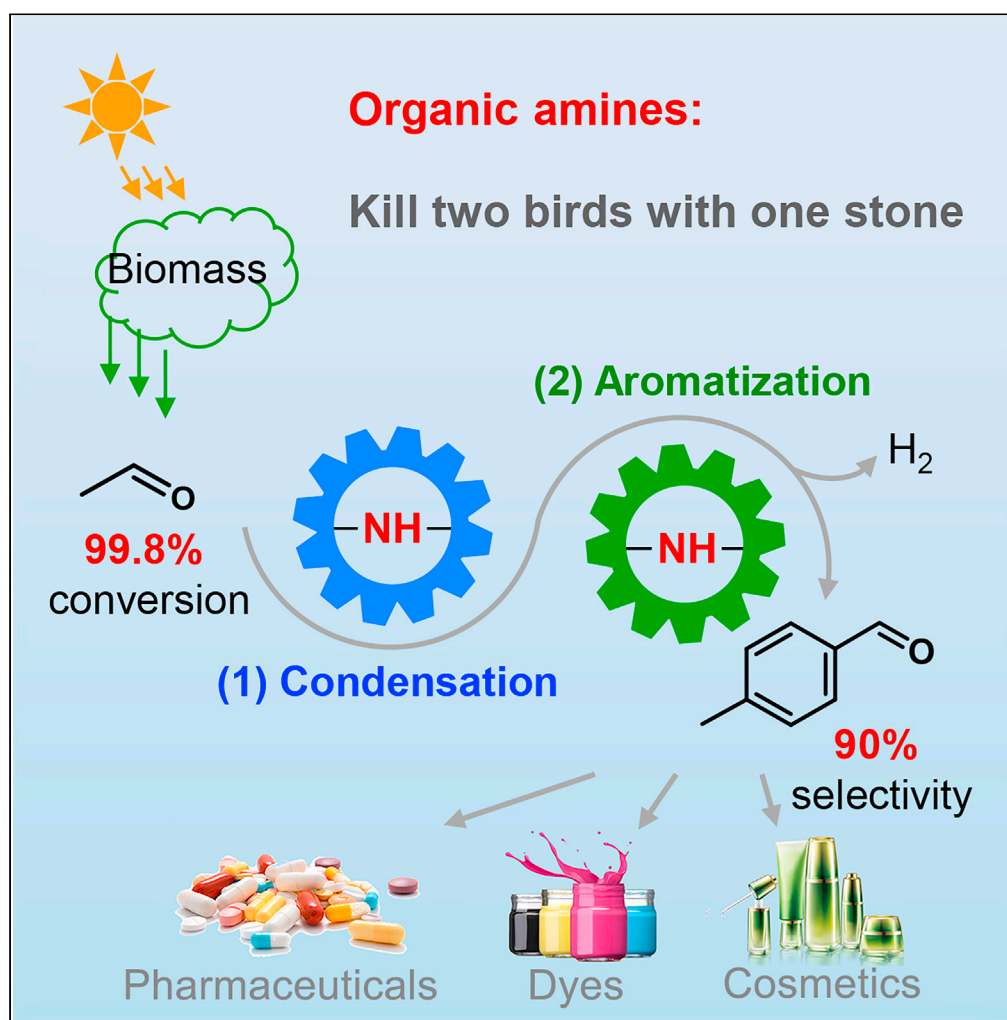 Organic amines:
Kill two birds with one stone
Biomass
(2) Aromatization
H2
O
99.8%
conversion
NH
NH
(1) Condensation
O
90%
selectivity
Pharmaceuticals
Dyes
Cosmetics